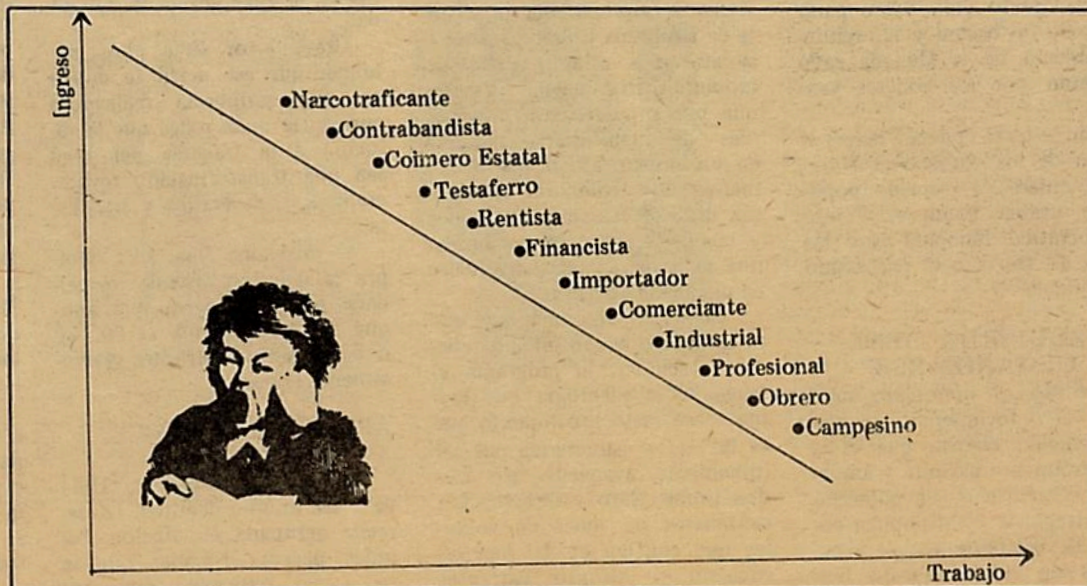 Ingreso
Narcotraficante
Contrabandista
Coimero Estatal
Testaferro
Rentista
Financista
Importador
Comerciante
Industrial
Profesional
Obrero
Campesino
Trabajo